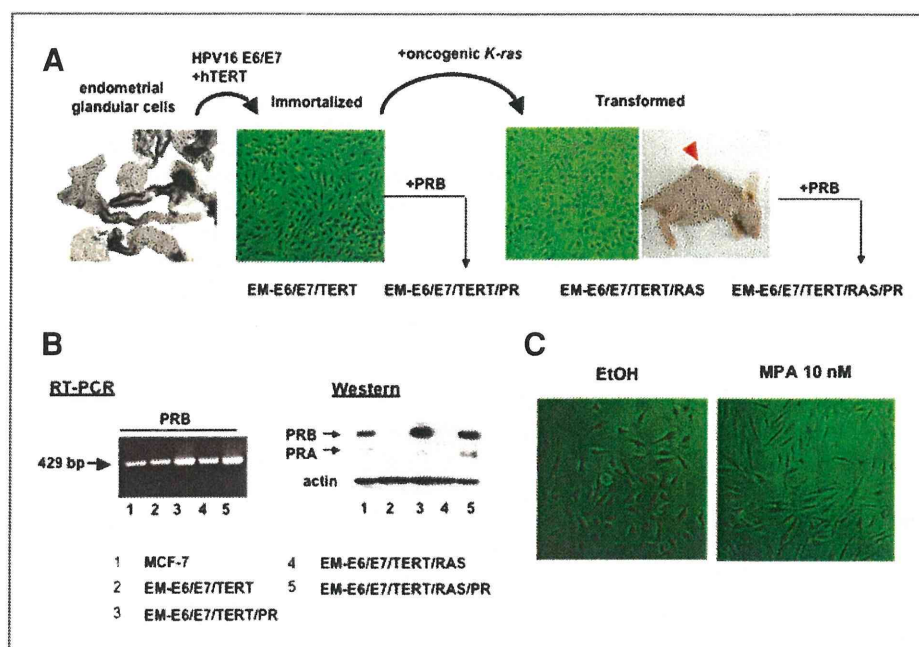 A
endometrial
glandular cells
HPV16 E6/E7
+hTERT
Immortalized
+oncogenic K-ras
Transformed
+PRB
+PRB
EM-E6/E7/TERT
EM-E6/E7/TERT/PR
EM-E6/E7/TERT/RAS
EM-E6/E7/TERT/RAS/PR
B
RT-PCR
PRB
429 bp
1 2 3 4 5
Western
PRB
PRA
actin
1 2 3 4 5
1 MCF-7
2 EM-E6/E7/TERT
3 EM-E6/E7/TERT/PR
4 EM-E6/E7/TERT/RAS
5 EM-E6/E7/TERT/RAS/PR
C
EtOH
MPA 10 nM